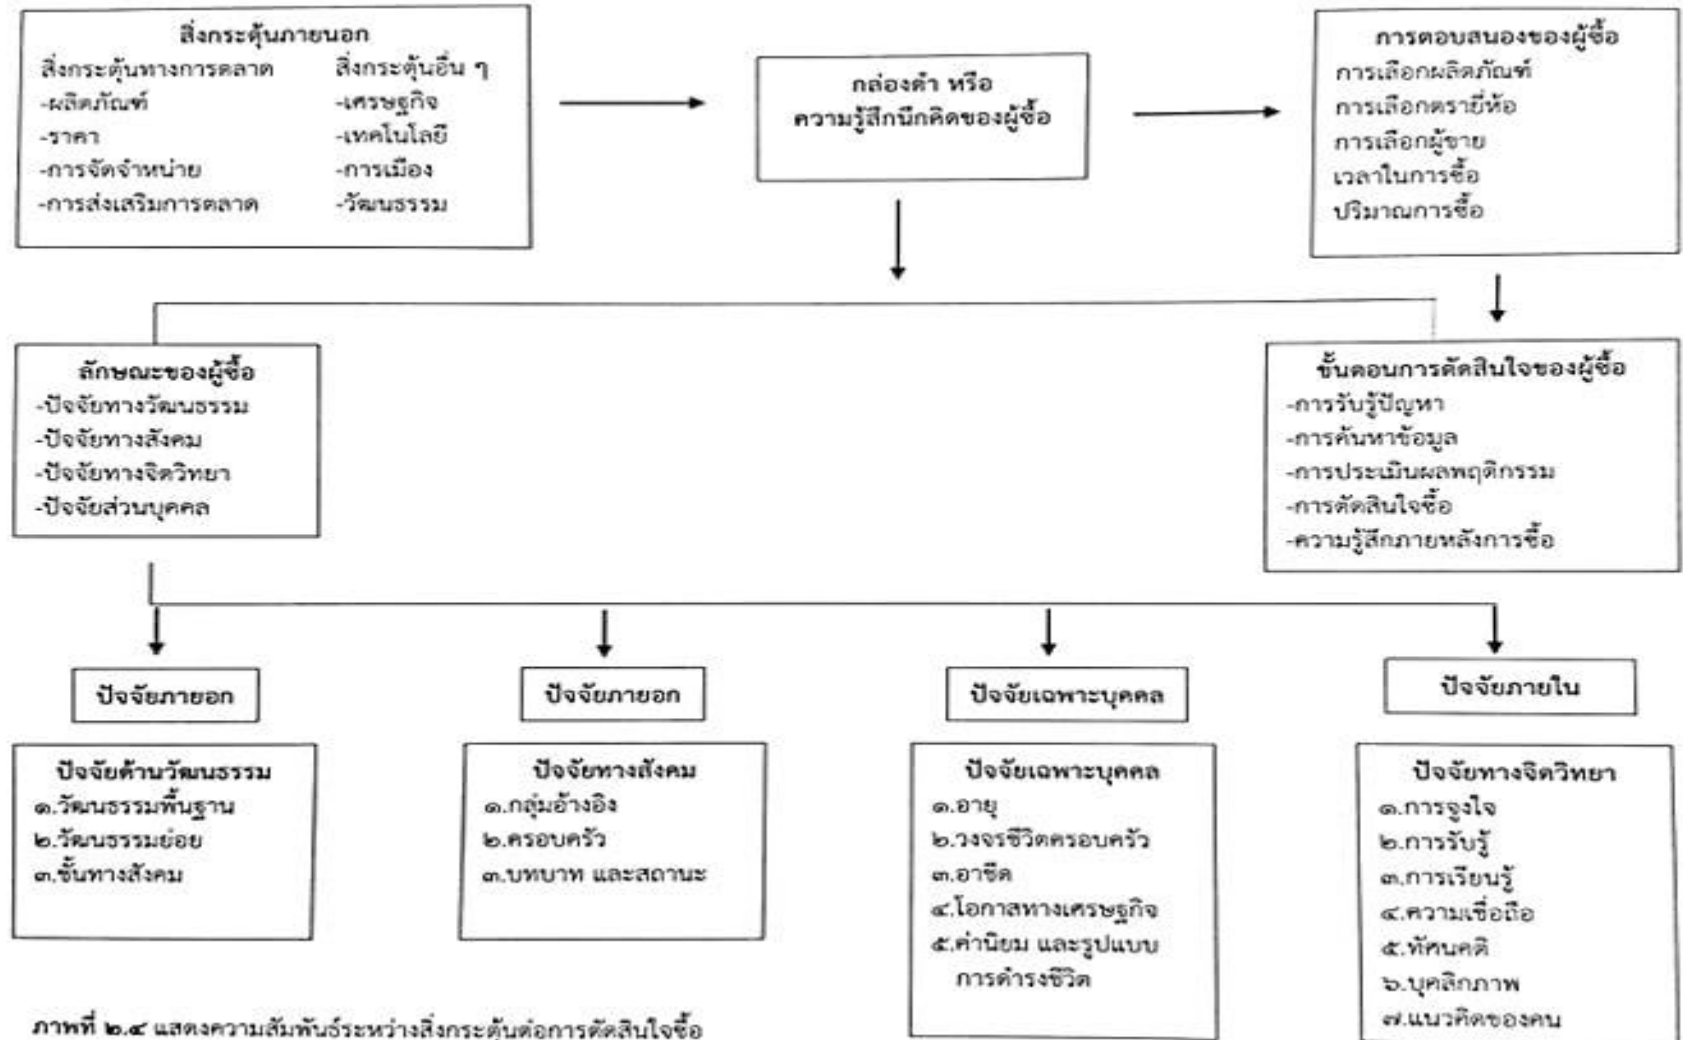 สิ่งกระตุ้นภายนอก
สิ่งกระตุ้นทางการตลาด สิ่งกระตุ้นอื่น ๆ
-ผลิตภัณฑ์ -เศรษฐกิจ
-ราคา -เทคโนโลยี
-การจัดจำหน่าย -การเมือง
-การส่งเสริมการตลาด -วัฒนธรรม
กล่องดำ หรือ
ความรู้สึกนึกคิดของผู้ซื้อ
การตอบสนองของผู้ซื้อ
การเลือกผลิตภัณฑ์
การเลือกตรายี่ห้อ
การเลือกผู้ขาย
เวลาในการซื้อ
ปริมาณการซื้อ
ลักษณะของผู้ซื้อ
-ปัจจัยทางวัฒนธรรม
-ปัจจัยทางสังคม
-ปัจจัยทางจิตวิทยา
-ปัจจัยส่วนบุคคล
ขั้นตอนการตัดสินใจของผู้ซื้อ
-การรับรู้ปัญหา
-การค้นหาข้อมูล
-การประเมินผลพฤติกรรม
-การตัดสินใจซื้อ
-ความรู้สึกภายหลังการซื้อ
ปัจจัยภายอก
ปัจจัยด้านวัฒนธรรม
๑.วัฒนธรรมพื้นฐาน
๒.วัฒนธรรมย่อย
๓.ชั้นทางสังคม
ปัจจัยภายอก
ปัจจัยทางสังคม
๑.กลุ่มอ้างอิง
๒.ครอบครัว
๓.บทบาท และสถานะ
ปัจจัยเฉพาะบุคคล
ปัจจัยเฉพาะบุคคล
๑.อายุ
๒.วงจรชีวิตครอบครัว
๓.อาชีด
๔.โอกาสทางเศรษฐกิจ
๕.ค่านิยม และรูปแบบ
การดำรงชีวิต
ปัจจัยภายใน
ปัจจัยทางจิตวิทยา
๑.การจูงใจ
๒.การรับรู้
๓.การเรียนรู้
๔.ความเชื่อถือ
๕.ทัศนคติ
๖.บุคลิกภาพ
๗.แนวคิดของตน
ภาพที่ ๒.๔ แสดงความสัมพันธ์ระหว่างสิ่งกระตุ้นต่อการตัดสินใจซื้อ